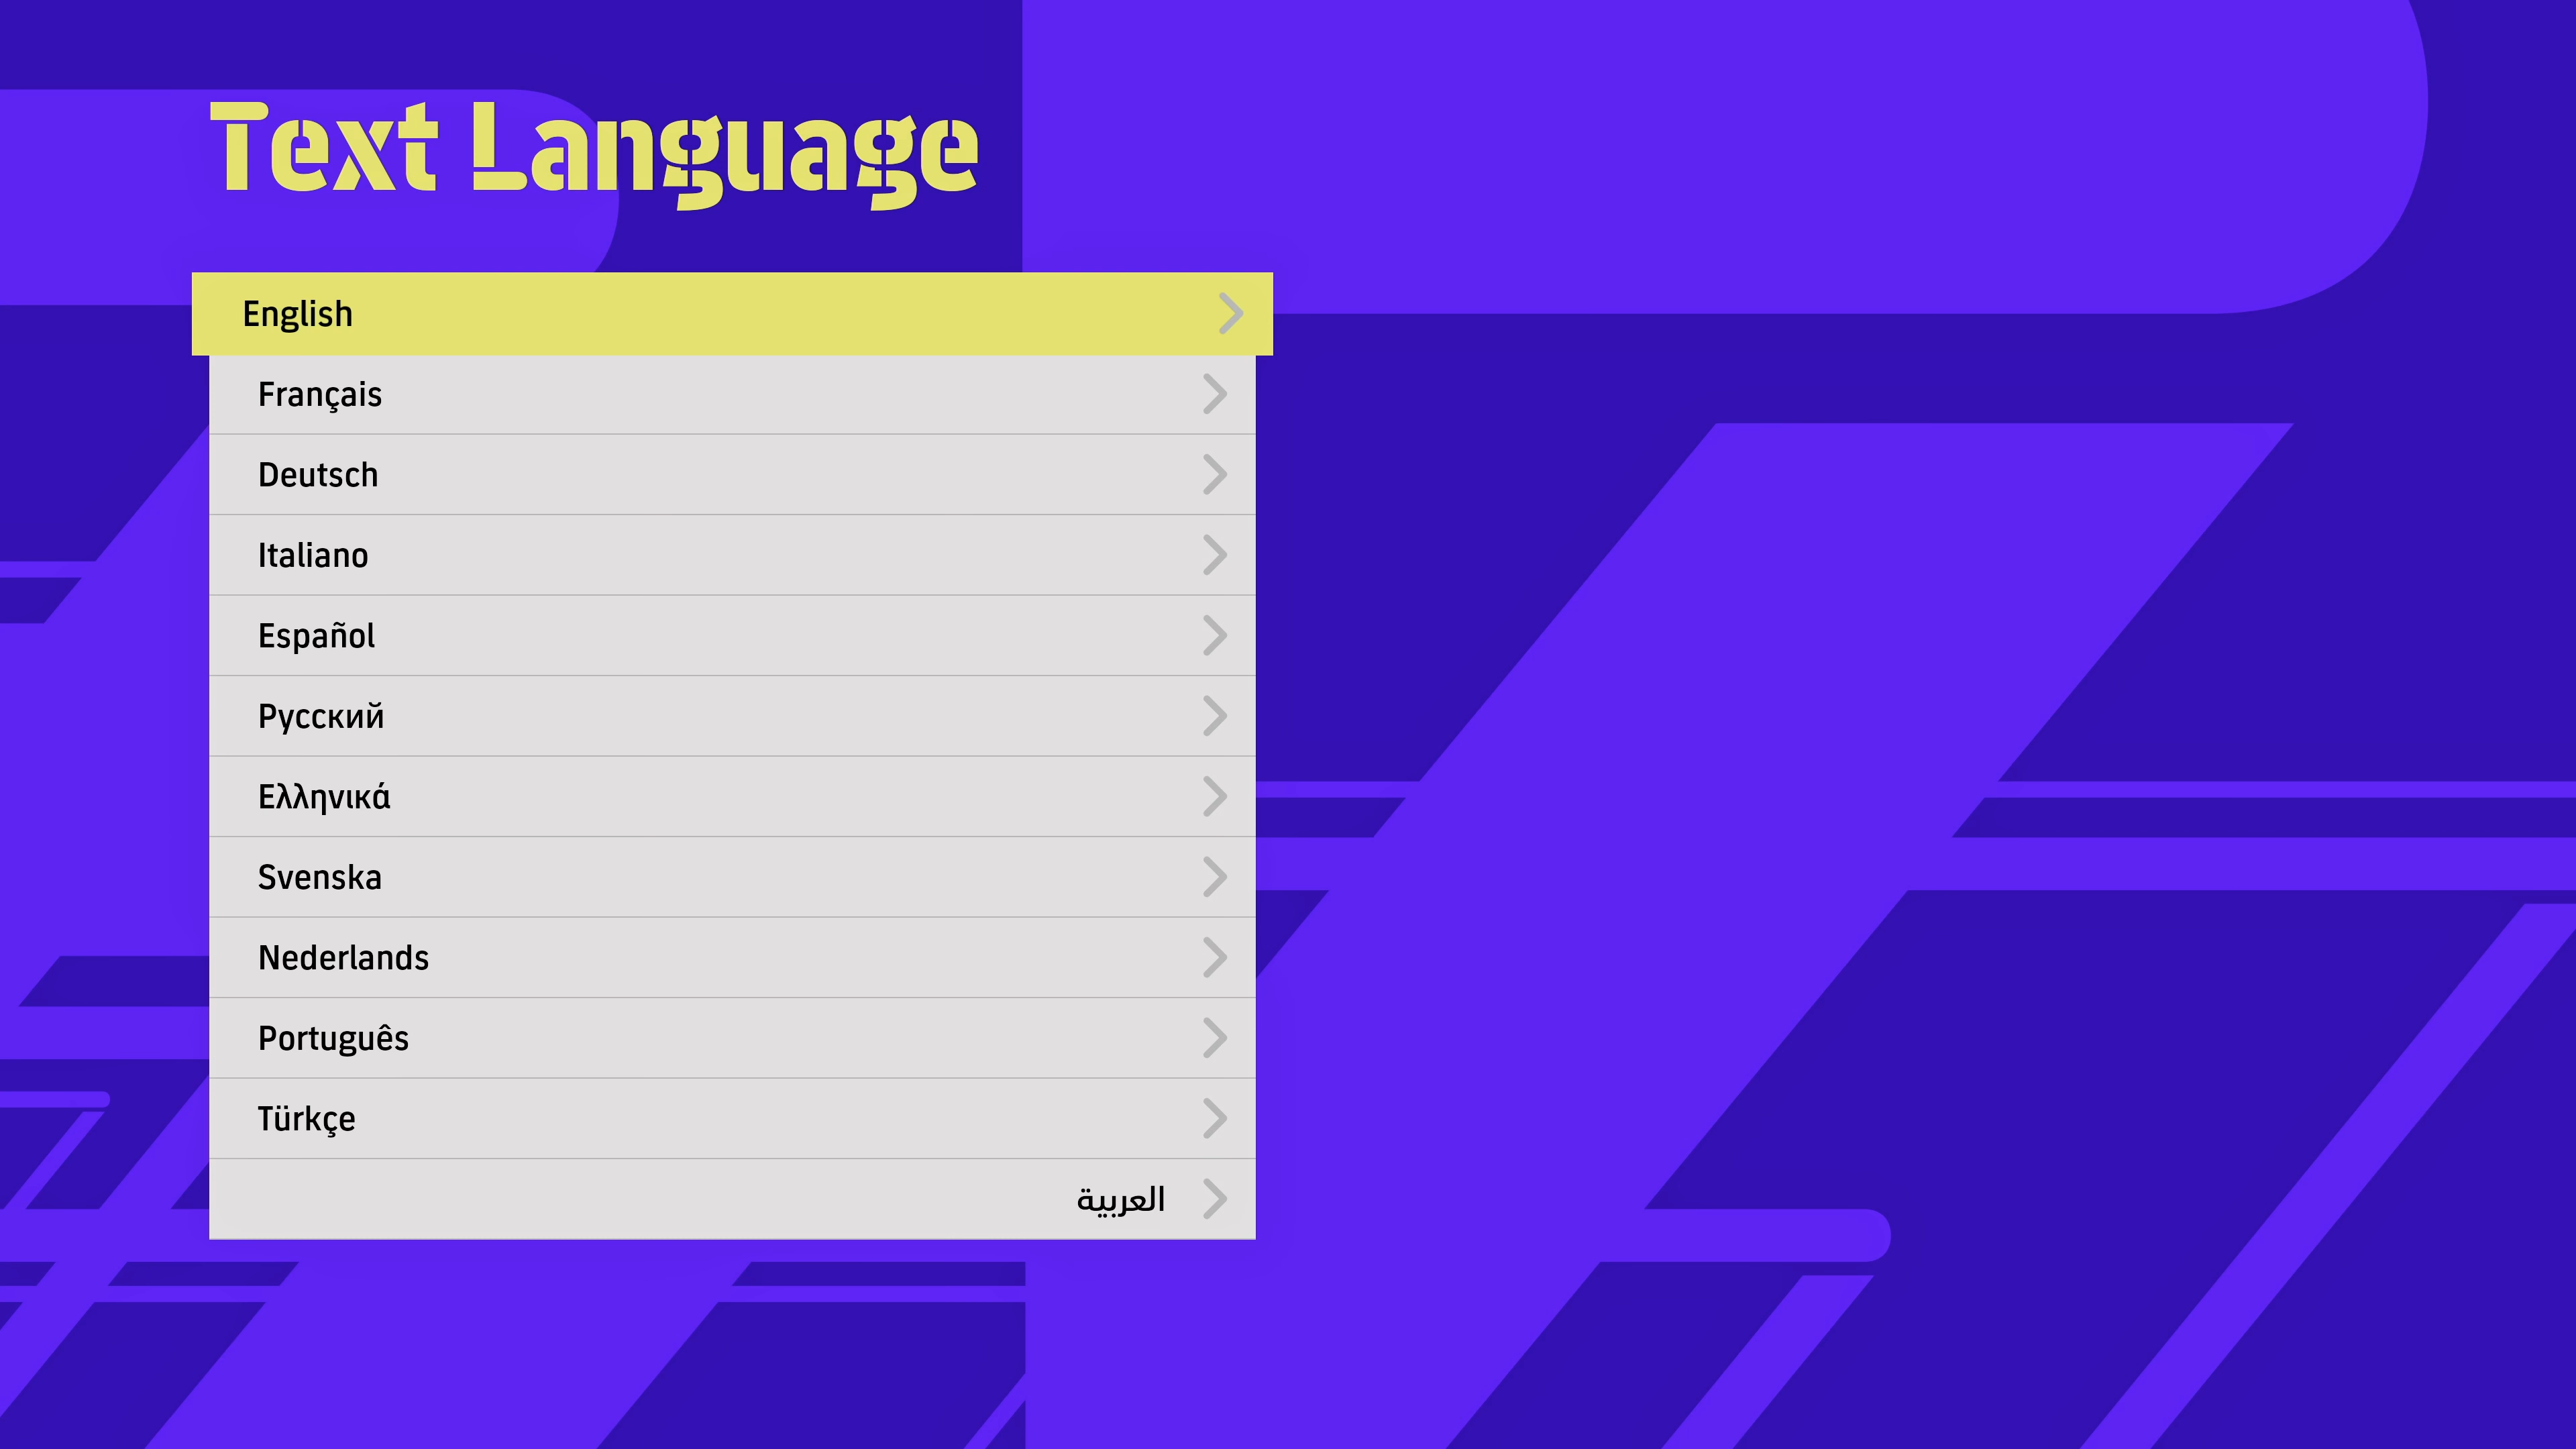 Text Language
English
Français
Deutsch
Italiano
Español
Русский
Ελληνικά
Svenska
Nederlands
Português
Türkçe
العربية